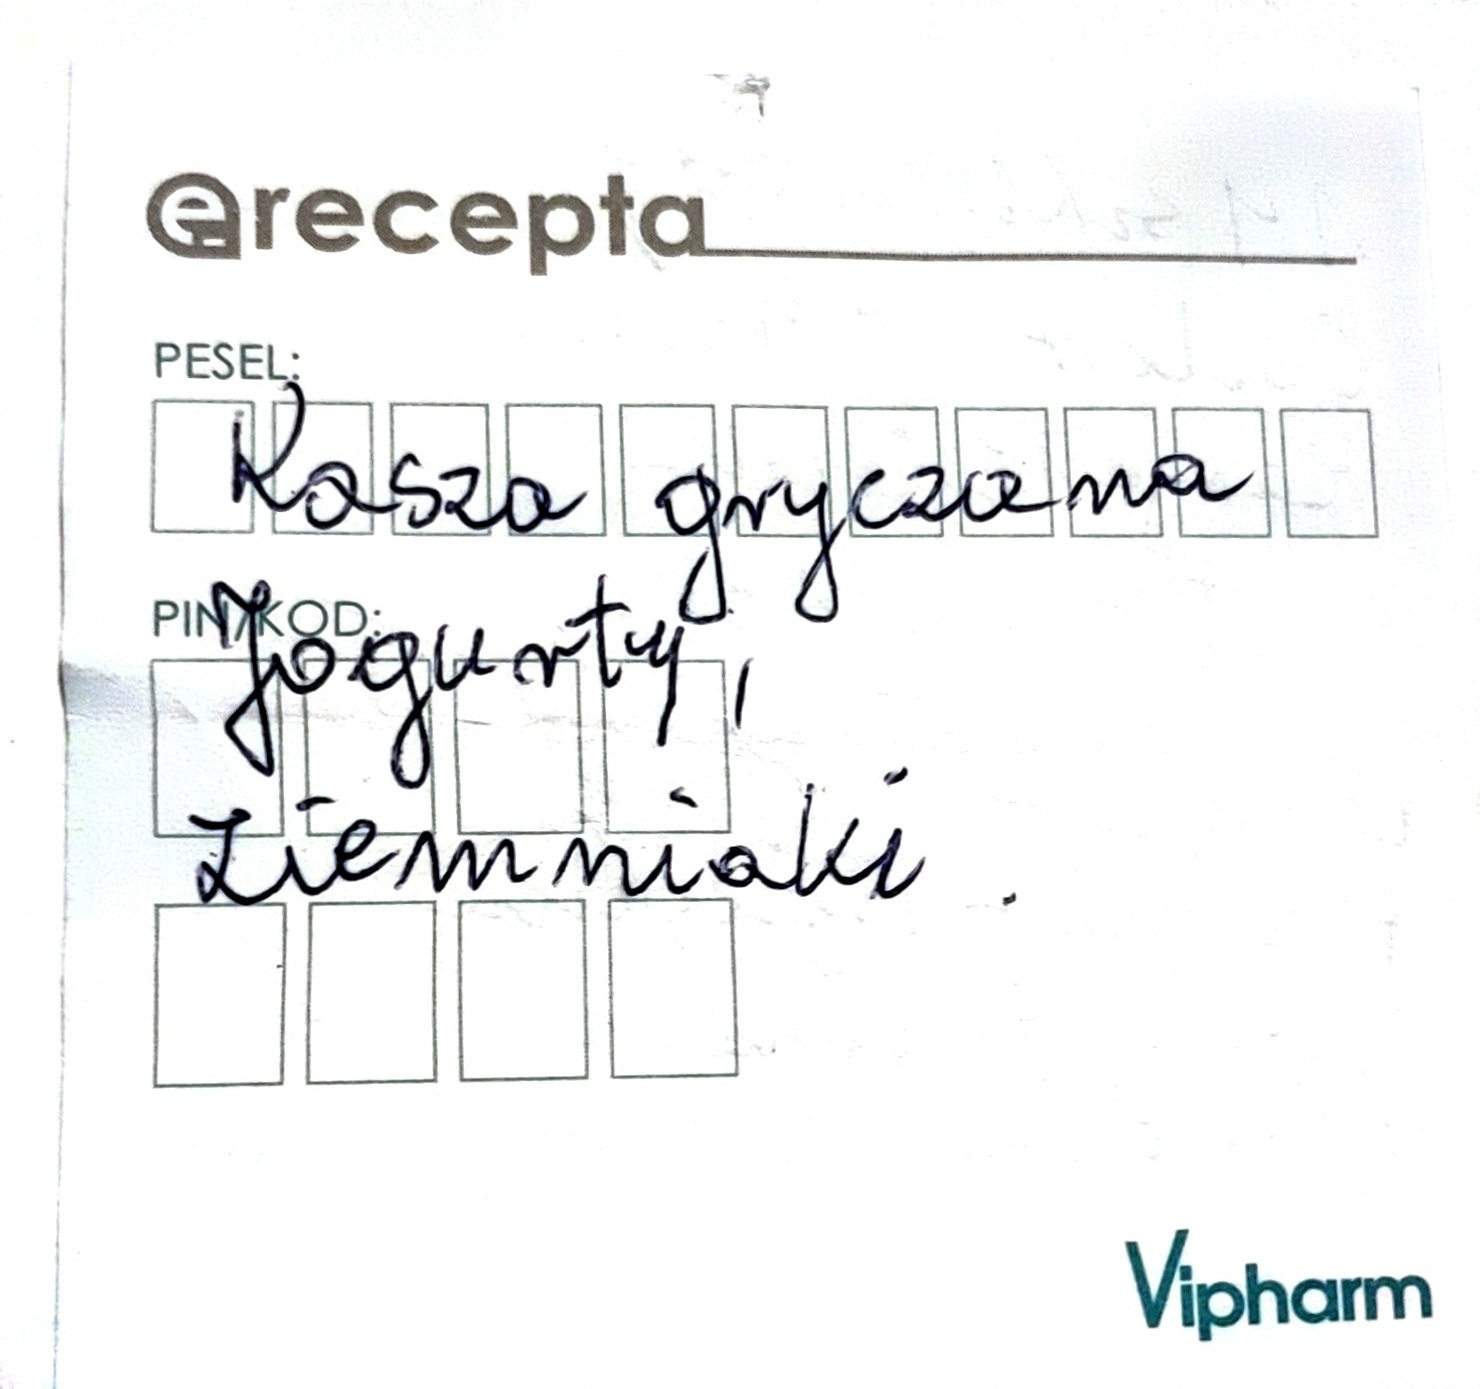 erecepta
PESEL:
Kasza gryczana
PIN/KOD:
Jogurty,
ziemniaki.
Vipharm